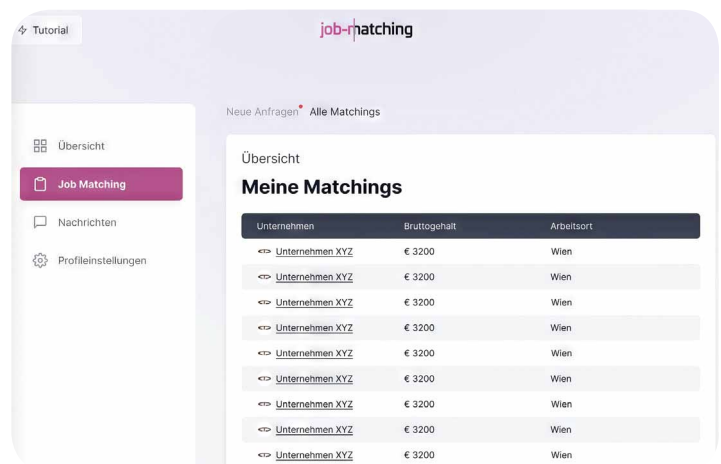 Tutorial
job-matching
Neue Anfragen Alle Matchings
Übersicht
Job Matching
Nachrichten
Profileinstellungen
Übersicht
Meine Matchings
Unternehmen Bruttogehalt Arbeitsort
Unternehmen XYZ € 3200 Wien
Unternehmen XYZ € 3200 Wien
Unternehmen XYZ € 3200 Wien
Unternehmen XYZ € 3200 Wien
Unternehmen XYZ € 3200 Wien
Unternehmen XYZ € 3200 Wien
Unternehmen XYZ € 3200 Wien
Unternehmen XYZ € 3200 Wien
Unternehmen XYZ € 3200 Wien